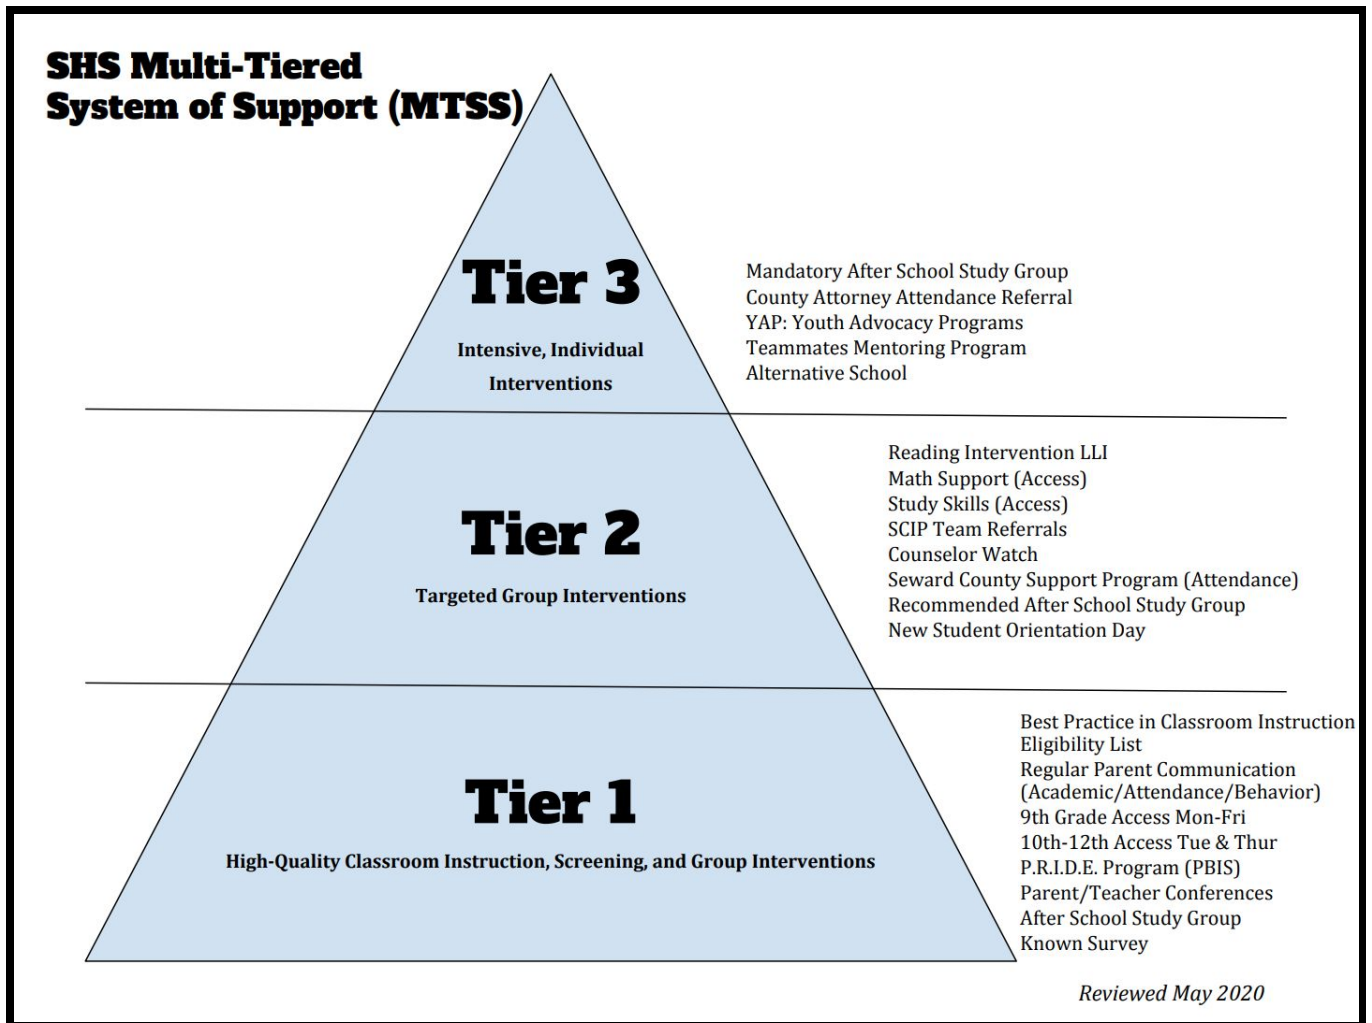 SHS Multi-Tiered
System of Support (MTSS)
Tier 3
Intensive, Individual
Interventions
Mandatory After School Study Group
County Attorney Attendance Referral
YAP: Youth Advocacy Programs
Teammates Mentoring Program
Alternative School
Tier 2
Targeted Group Interventions
Reading Intervention LLI
Math Support (Access)
Study Skills (Access)
SCIP Team Referrals
Counselor Watch
Seward County Support Program (Attendance)
Recommended After School Study Group
New Student Orientation Day
Tier 1
High-Quality Classroom Instruction, Screening, and Group Interventions
Best Practice in Classroom Instruction
Eligibility List
Regular Parent Communication
(Academic/Attendance/Behavior)
9th Grade Access Mon-Fri
10th-12th Access Tue & Thur
P.R.I.D.E. Program (PBIS)
Parent/Teacher Conferences
After School Study Group
Known Survey
Reviewed May 2020